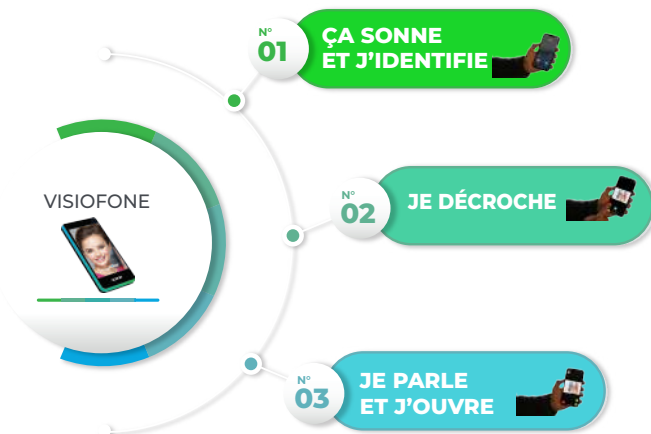 N°
01
ÇA SONNE
ET J'IDENTIFIE
VISIOFONE
N°
02
JE DÉCROCHE
N°
03
JE PARLE
ET J'OUVRE